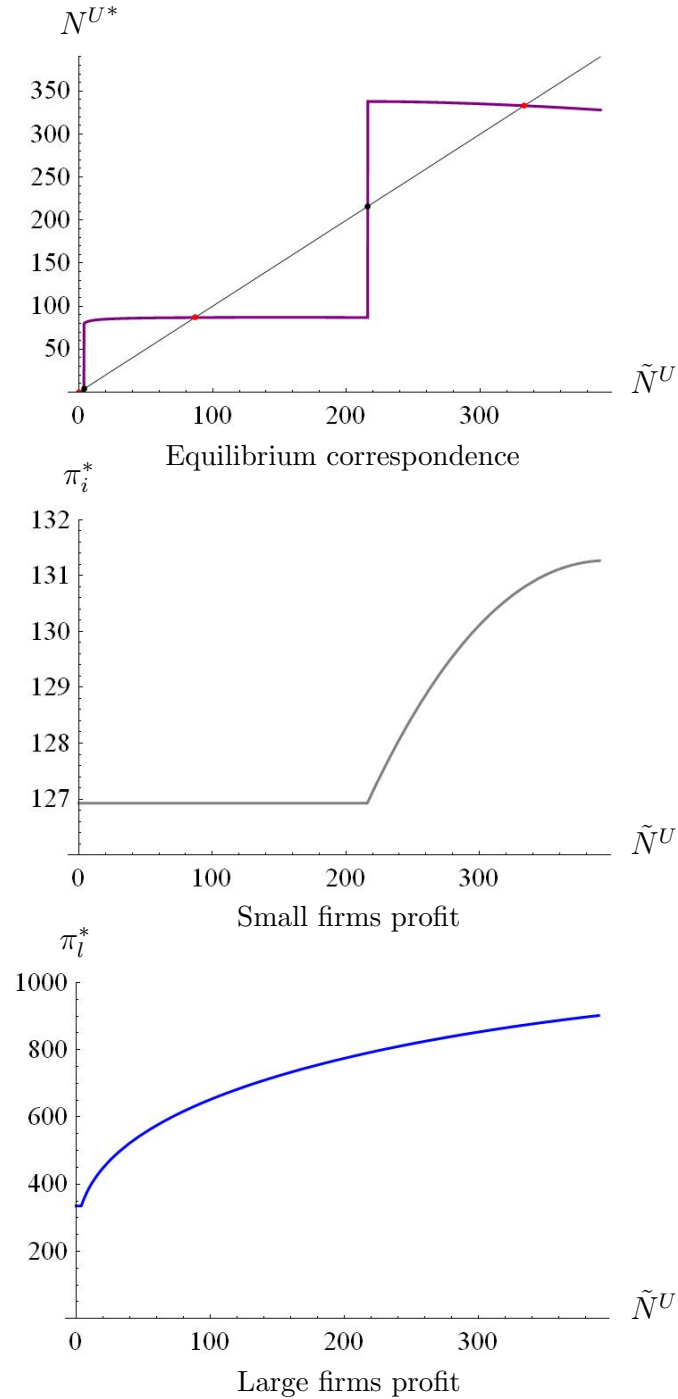 N^{U*}
350
300
250
200
150
100
50
0 100 200 300
Ñ^U
Equilibrium correspondence
π_i^*
132
131
130
129
128
127
0 100 200 300
Ñ^U
Small firms profit
π_l^*
1000
800
600
400
200
0 100 200 300
Ñ^U
Large firms profit